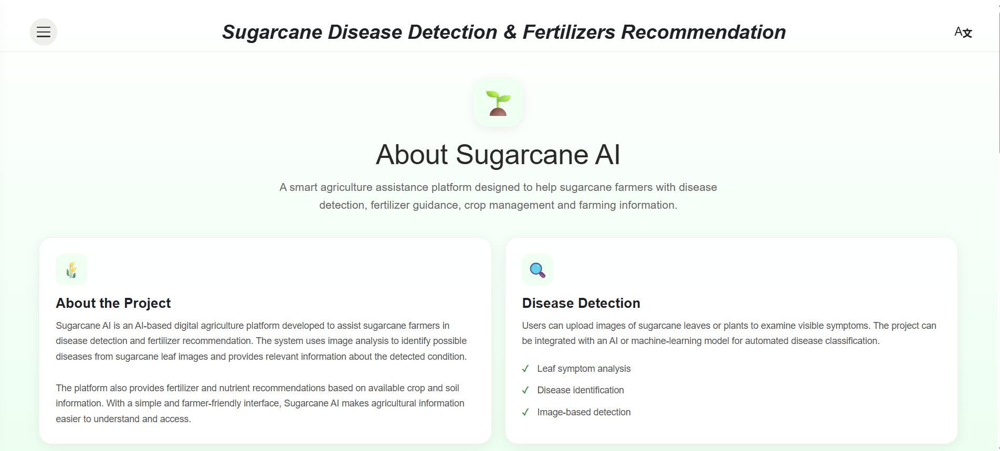 Sugarcane Disease Detection & Fertilizers Recommendation
A文
About Sugarcane AI
A smart agriculture assistance platform designed to help sugarcane farmers with disease
detection, fertilizer guidance, crop management and farming information.
About the Project
Sugarcane AI is an AI-based digital agriculture platform developed to assist sugarcane farmers in
disease detection and fertilizer recommendation. The system uses image analysis to identify possible
diseases from sugarcane leaf images and provides relevant information about the detected condition.
The platform also provides fertilizer and nutrient recommendations based on available crop and soil
information. With a simple and farmer-friendly interface, Sugarcane AI makes agricultural information
easier to understand and access.
Disease Detection
Users can upload images of sugarcane leaves or plants to examine visible symptoms. The project can
be integrated with an AI or machine-learning model for automated disease classification.
✓ Leaf symptom analysis
✓ Disease identification
✓ Image-based detection